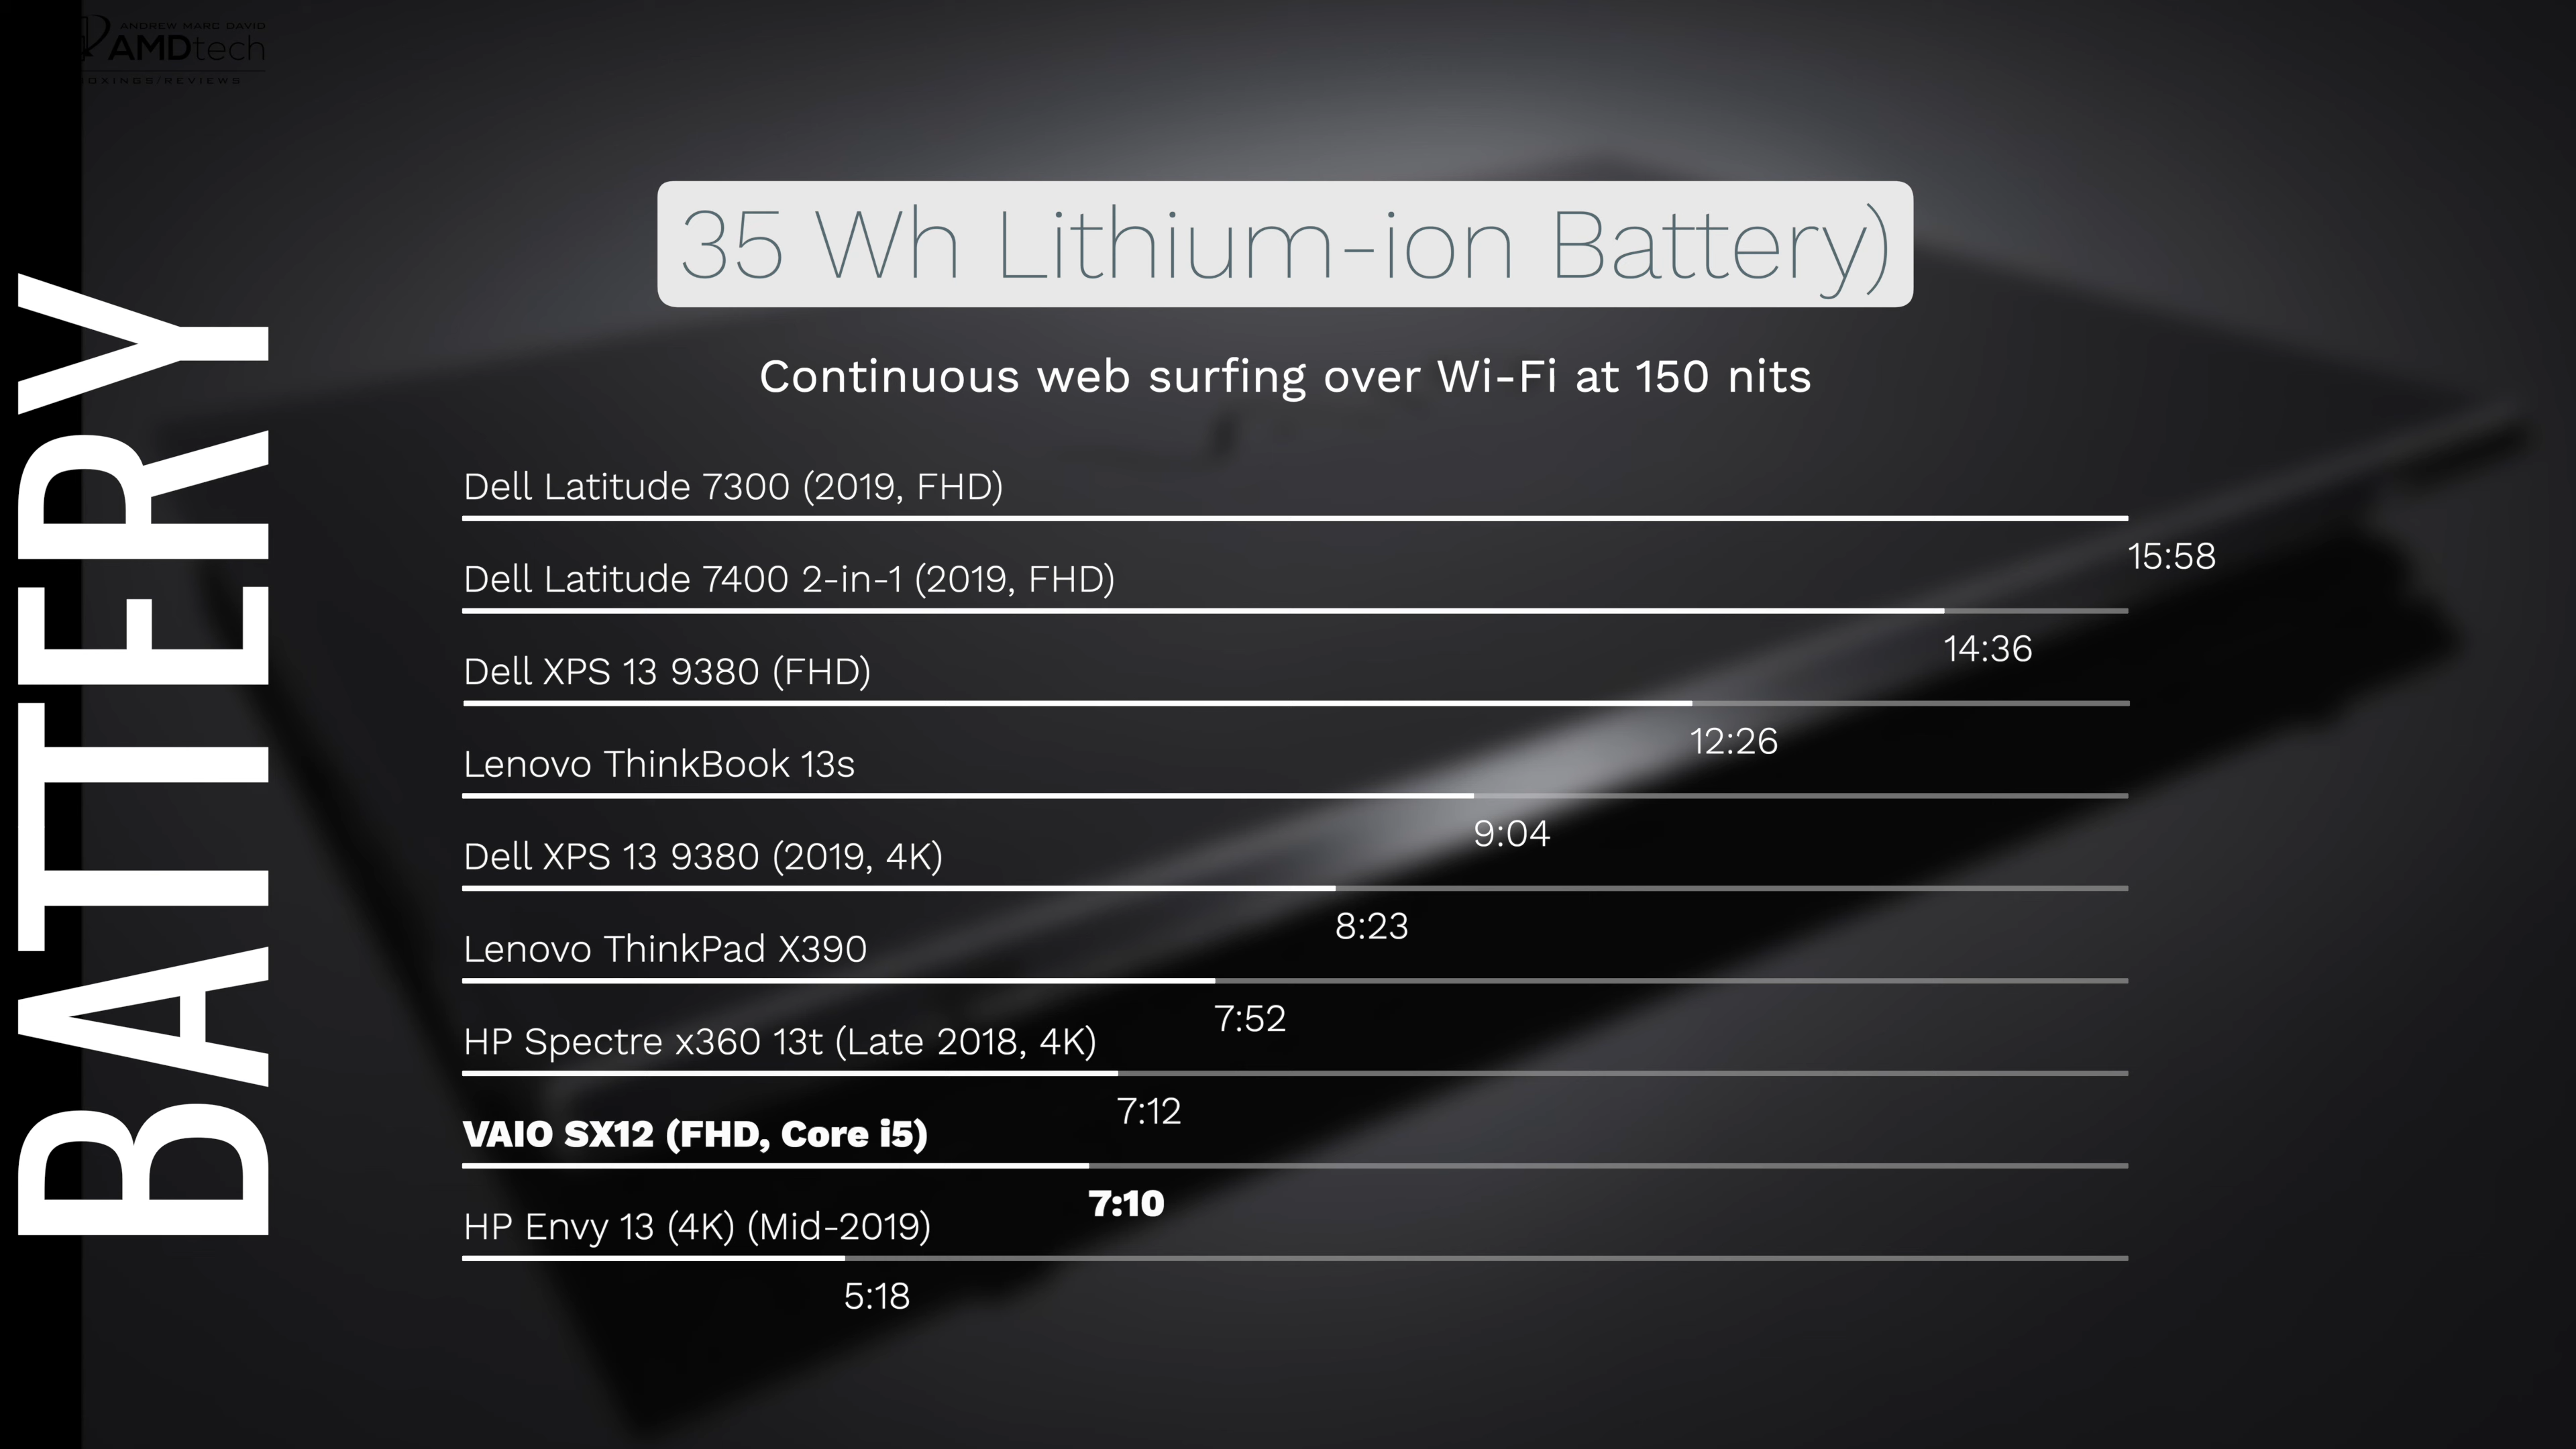 ANDREW MARC DAVID
AMDtech
OXINGS/REVIEWS
BATTERY
35 Wh Lithium-ion Battery)
Continuous web surfing over Wi-Fi at 150 nits
Dell Latitude 7300 (2019, FHD)
15:58
Dell Latitude 7400 2-in-1 (2019, FHD)
14:36
Dell XPS 13 9380 (FHD)
12:26
Lenovo ThinkBook 13s
9:04
Dell XPS 13 9380 (2019, 4K)
8:23
Lenovo ThinkPad X390
7:52
HP Spectre x360 13t (Late 2018, 4K)
7:12
VAIO SX12 (FHD, Core i5)
7:10
HP Envy 13 (4K) (Mid-2019)
5:18